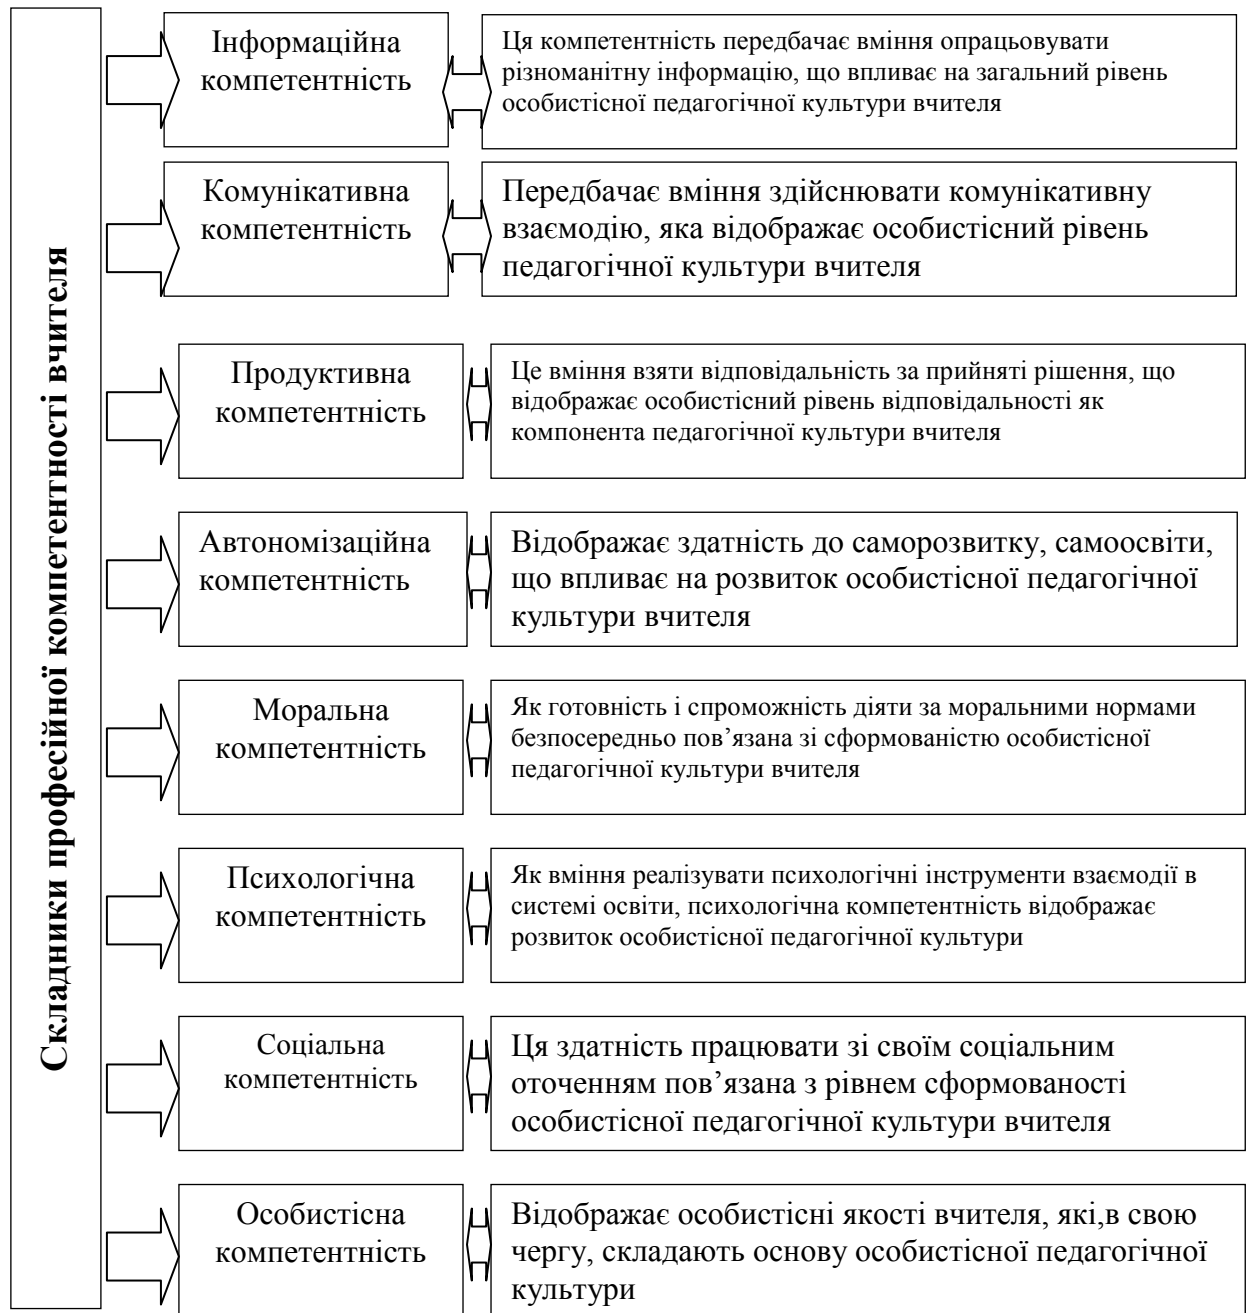 Складники професійної компетентності вчителя
Інформаційна
компетентність
Ця компетентність передбачає вміння опрацьовувати
різноманітну інформацію, що впливає на загальний рівень
особистісної педагогічної культури вчителя
Комунікативна
компетентність
Передбачає вміння здійснювати комунікативну
взаємодію, яка відображає особистісний рівень
педагогічної культури вчителя
Продуктивна
компетентність
Це вміння взяти відповідальність за прийняті рішення, що
відображає особистісний рівень відповідальності як
компонента педагогічної культури вчителя
Автономізаційна
компетентність
Відображає здатність до саморозвитку, самоосвіти,
що впливає на розвиток особистісної педагогічної
культури вчителя
Моральна
компетентність
Як готовність і спроможність діяти за моральними нормами
безпосередньо пов’язана зі сформованістю особистісної
педагогічної культури вчителя
Психологічна
компетентність
Як вміння реалізувати психологічні інструменти взаємодії в
системі освіти, психологічна компетентність відображає
розвиток особистісної педагогічної культури
Соціальна
компетентність
Ця здатність працювати зі своїм соціальним
оточенням пов’язана з рівнем сформованості
особистісної педагогічної культури вчителя
Особистісна
компетентність
Відображає особистісні якості вчителя, які,в свою
чергу, складають основу особистісної педагогічної
культури